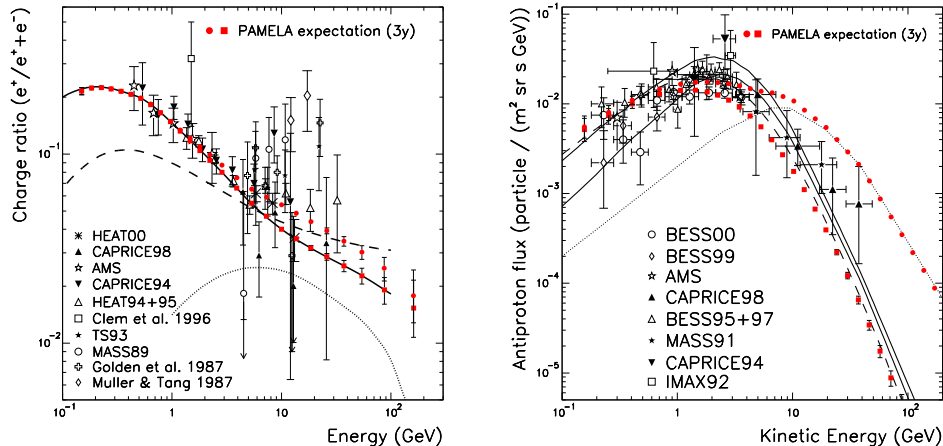 Charge ratio (e⁺/e⁺+e⁻)
PAMELA expectation (3y)
10⁻¹
10⁻²
HEAT00
CAPRICE98
AMS
CAPRICE94
HEAT94+95
Clem et al. 1996
TS93
MASS89
Golden et al. 1987
Muller & Tang 1987
10⁻¹ 1 10 10²
Energy (GeV)
Antiproton flux (particle / (m² sr s GeV))
PAMELA expectation (3y)
10⁻¹
10⁻²
10⁻³
10⁻⁴
10⁻⁵
BESS00
BESS99
AMS
CAPRICE98
BESS95+97
MASS91
CAPRICE94
IMAX92
10⁻¹ 1 10 10²
Kinetic Energy (GeV)